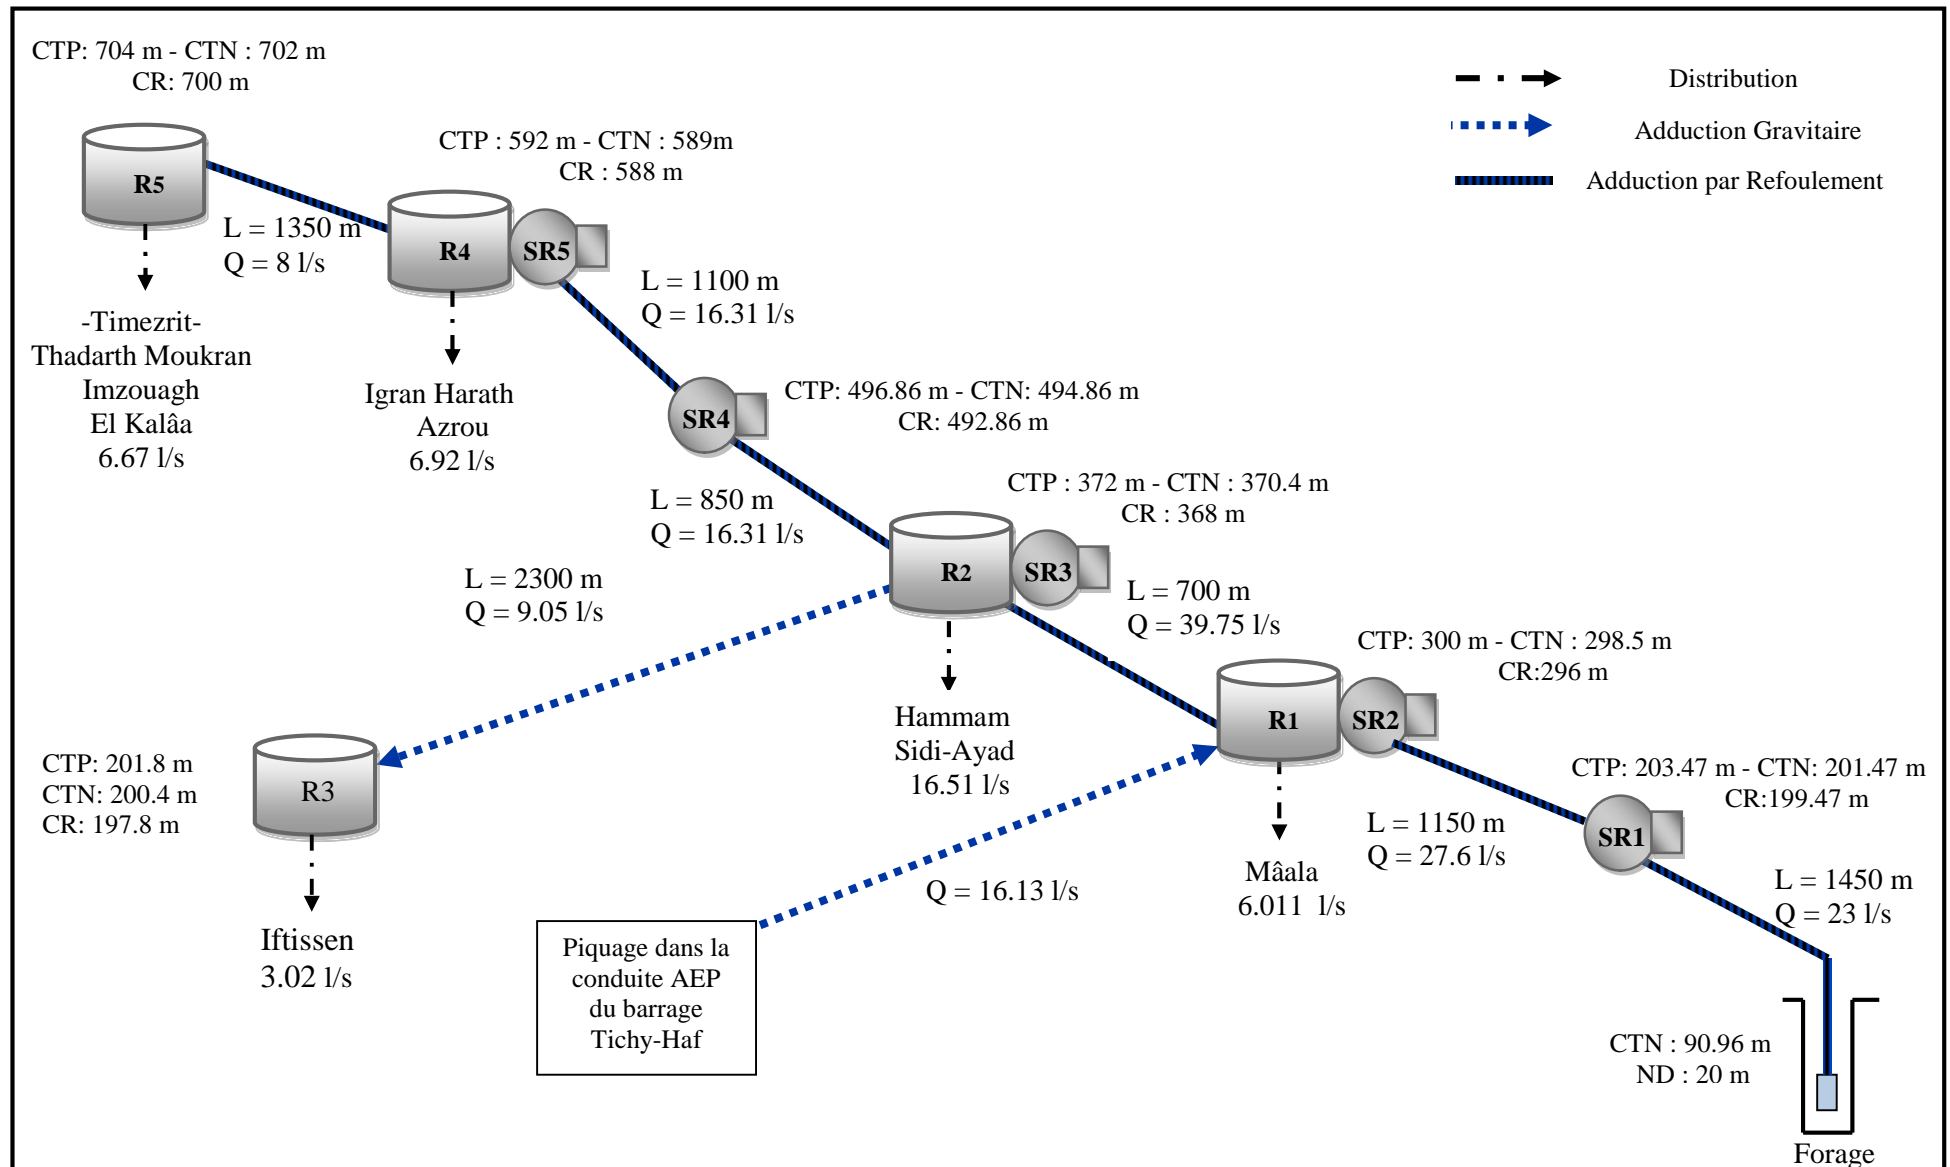 CTP: 704 m - CTN : 702 m
CR: 700 m
R5
L = 1350 m
Q = 8 l/s
-Timezrit-
Thadarth Moukran
Imzouagh
El Kalâa
6.67 l/s
CTP : 592 m - CTN : 589m
CR : 588 m
R4
SR5
L = 1100 m
Q = 16.31 l/s
Igran Harath
Azrou
6.92 l/s
Distribution
Adduction Gravitaire
Adduction par Refoulement
SR4
CTP: 496.86 m - CTN: 494.86 m
CR: 492.86 m
L = 850 m
Q = 16.31 l/s
CTP : 372 m - CTN : 370.4 m
CR : 368 m
R2
SR3
L = 700 m
Q = 39.75 l/s
L = 2300 m
Q = 9.05 l/s
Hammam
Sidi-Ayad
16.51 l/s
CTP: 300 m - CTN : 298.5 m
CR:296 m
R1
SR2
Mâala
6.011 l/s
L = 1150 m
Q = 27.6 l/s
CTP: 203.47 m - CTN: 201.47 m
CR:199.47 m
SR1
L = 1450 m
Q = 23 l/s
CTP: 201.8 m
CTN: 200.4 m
CR: 197.8 m
R3
Iftissen
3.02 l/s
Q = 16.13 l/s
Piquage dans la
conduite AEP
du barrage
Tichy-Haf
CTN : 90.96 m
ND : 20 m
Forage